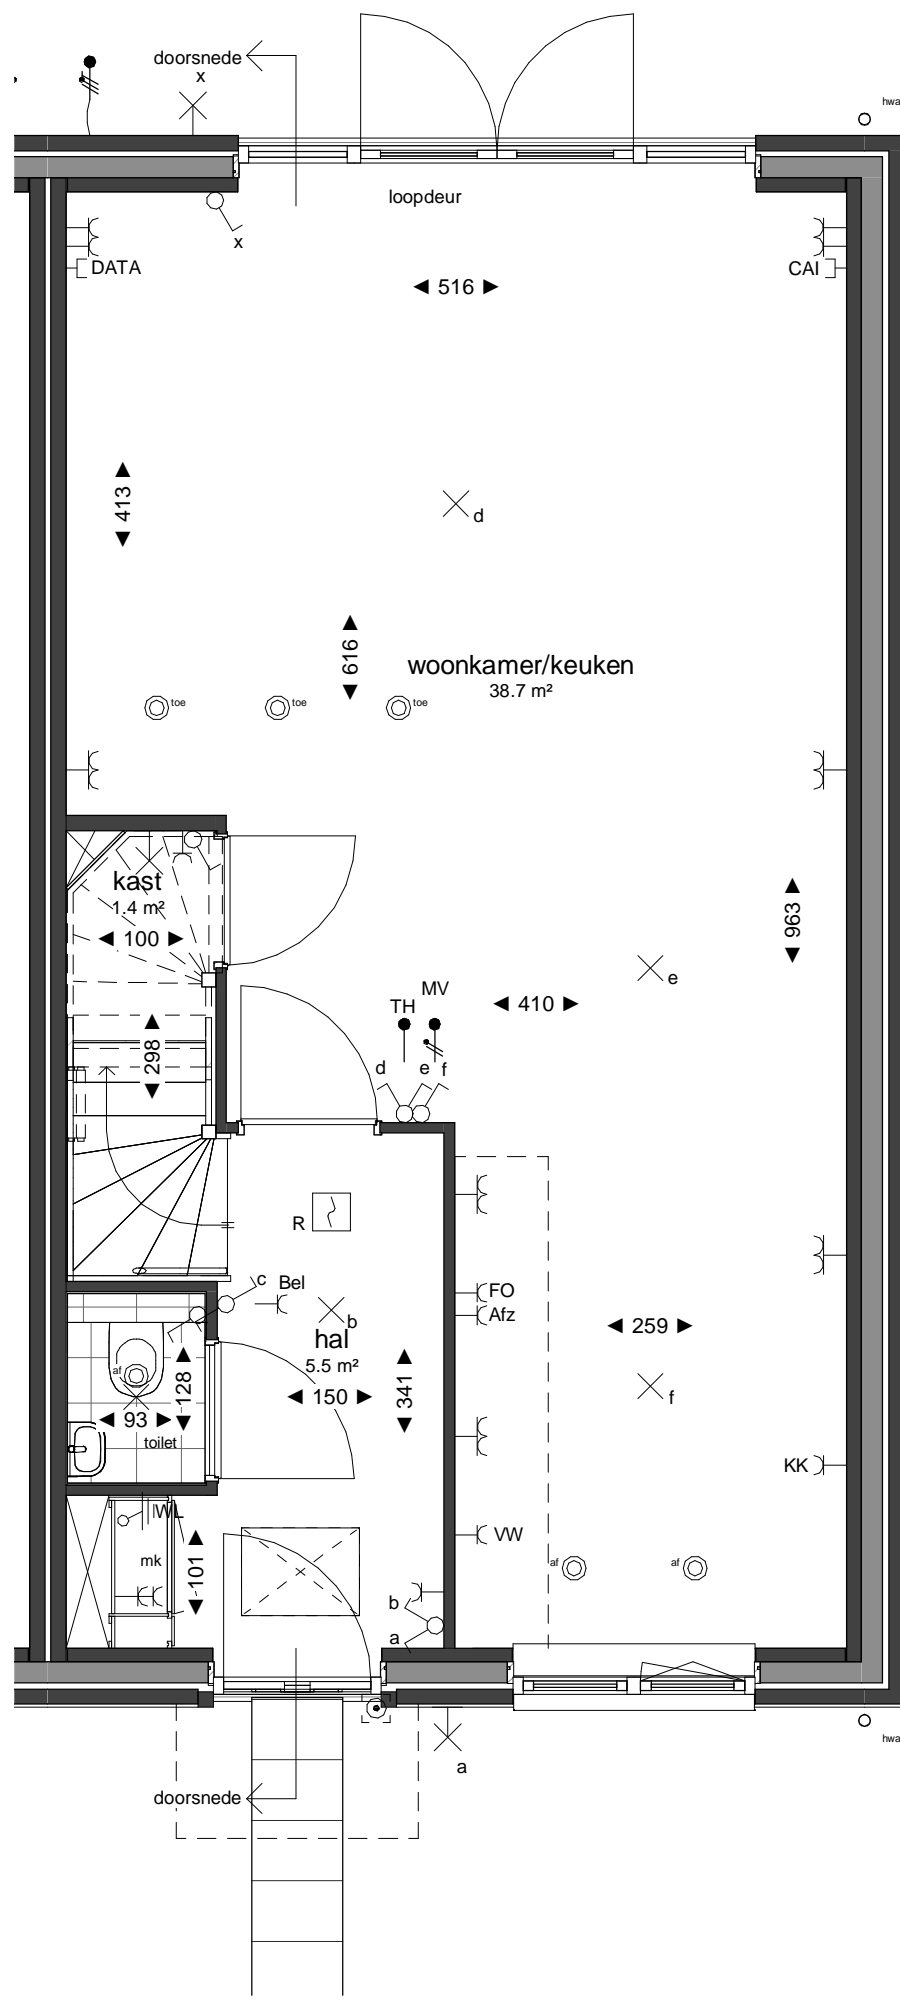 doorsnede
x
hwa
loopdeur
x
DATA
CAI
516
413
d
616
woonkamer/keuken
38.7 m²
toe
toe
toe
kast
1.4 m²
100
963
e
MV
TH
410
298
d
e
f
R
c
Bel
FO
Afz
b
hal
5.5 m²
259
af
128
150
341
f
93
toilet
KK
WL
VW
mk
101
af
af
b
a
hwa
a
doorsnede